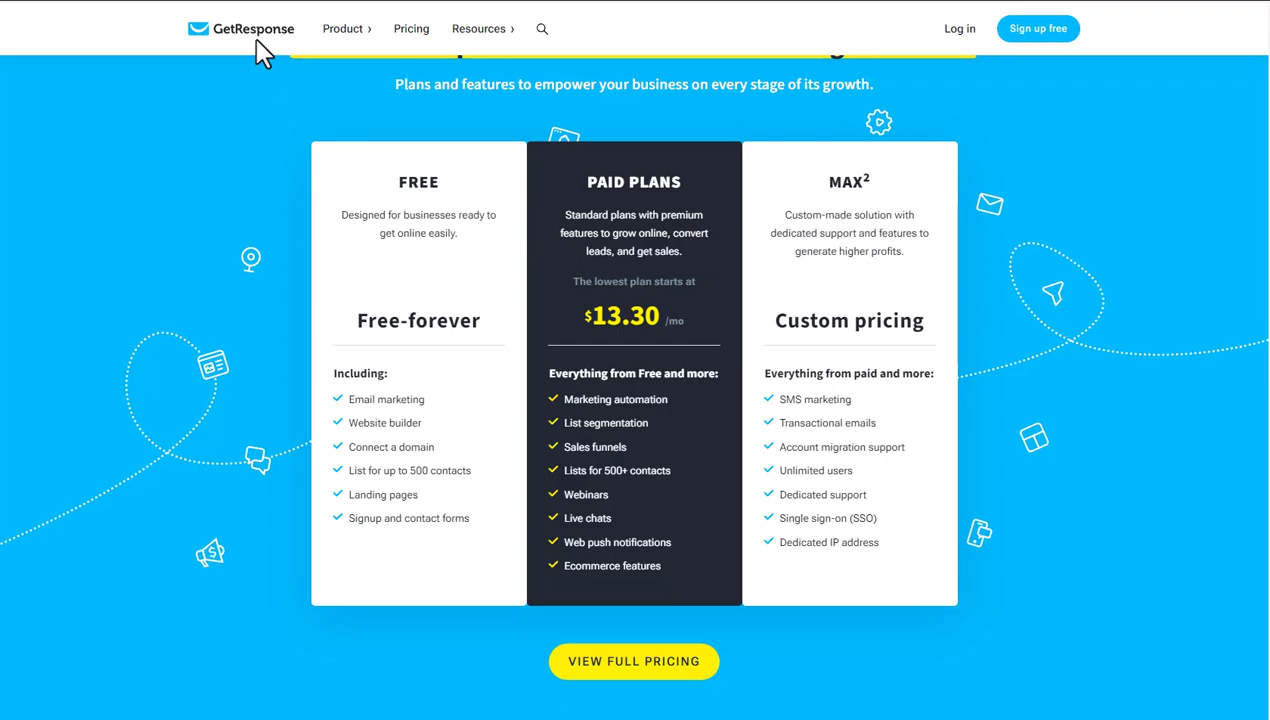 GetResponse
Product ›
Pricing
Resources ›
Log in
Sign up free
Plans and features to empower your business on every stage of its growth.
FREE
Designed for businesses ready to
get online easily.
Free-forever
Including:
Email marketing
Website builder
Connect a domain
List for up to 500 contacts
Landing pages
Signup and contact forms
PAID PLANS
Standard plans with premium
features to grow online, convert
leads, and get sales.
The lowest plan starts at
$13.30 /mo
Everything from Free and more:
Marketing automation
List segmentation
Sales funnels
Lists for 500+ contacts
Webinars
Live chats
Web push notifications
Ecommerce features
MAX²
Custom-made solution with
dedicated support and features to
generate higher profits.
Custom pricing
Everything from paid and more:
SMS marketing
Transactional emails
Account migration support
Unlimited users
Dedicated support
Single sign-on (SSO)
Dedicated IP address
VIEW FULL PRICING